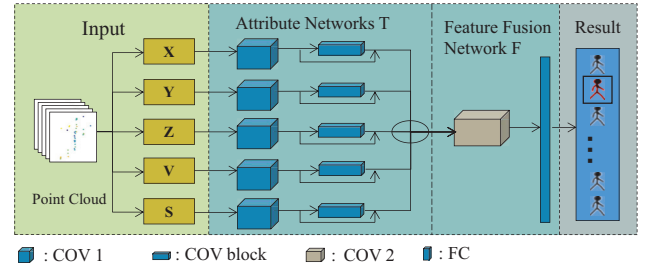 Input
Attribute Networks T
Feature Fusion
Network F
Result
X
Y
Z
V
S
Point Cloud
: COV 1
: COV block
: COV 2
: FC